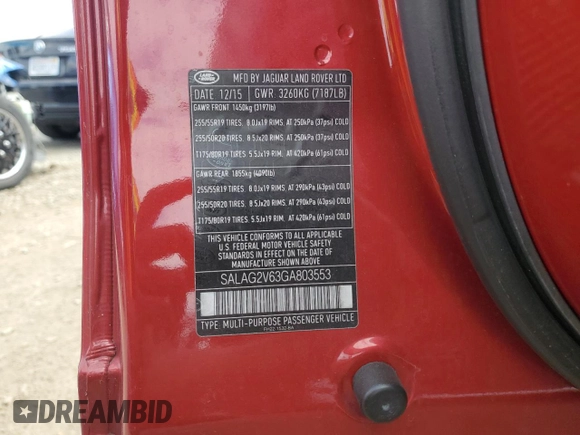 LAND ROVER
MFD BY JAGUAR LAND ROVER LTD
DATE 12/15 GWR 3260KG (7187LB)
GAWR FRONT 1450kg (3197lb)
255/55R19 TIRES. 8.0Jx19 RIMS. AT 250kPa (37psi) COLD
255/50R20 TIRES. 8.5Jx20 RIMS. AT 250kPa (37psi) COLD
T175/80R19 TIRES. 5.5Jx19 RIMS. AT 420kPa (61psi) COLD
GAWR REAR 1855kg (4090lb)
255/55R19 TIRES. 8.0Jx19 RIMS. AT 290kPa (43psi) COLD
255/50R20 TIRES. 8.5Jx20 RIMS. AT 290kPa (43psi) COLD
T175/80R19 TIRES. 5.5Jx19 RIMS. AT 420kPa (61psi) COLD
THIS VEHICLE CONFORMS TO ALL APPLICABLE
U.S. FEDERAL MOTOR VEHICLE SAFETY
STANDARDS IN EFFECT ON THE DATE OF
MANUFACTURE SHOWN ABOVE
SALAG2V63GA803553
TYPE: MULTI-PURPOSE PASSENGER VEHICLE
DREAMBID